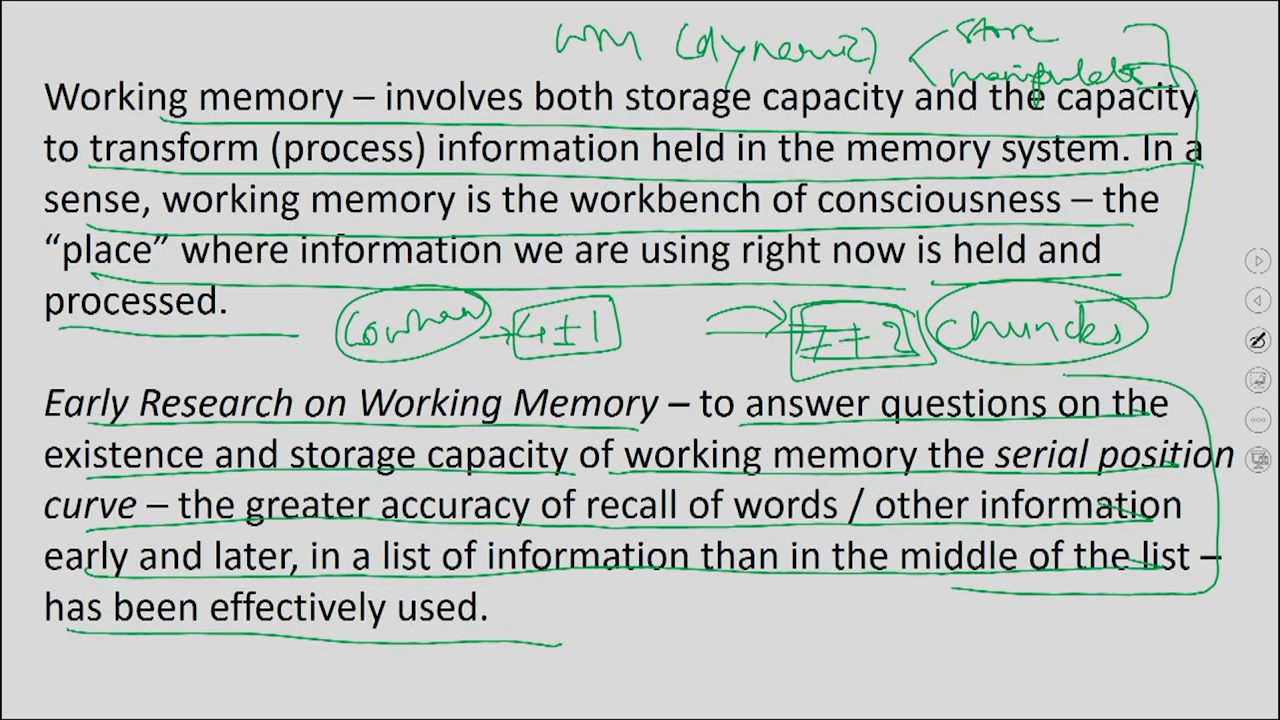 WM (dynamic) store
manipulate
Working memory – involves both storage capacity and the capacity
to transform (process) information held in the memory system. In a
sense, working memory is the workbench of consciousness – the
“place” where information we are using right now is held and
processed.
Cowhan → 4±1 7±2 chuncks
Early Research on Working Memory – to answer questions on the
existence and storage capacity of working memory the serial position
curve – the greater accuracy of recall of words / other information
early and later, in a list of information than in the middle of the list –
has been effectively used.